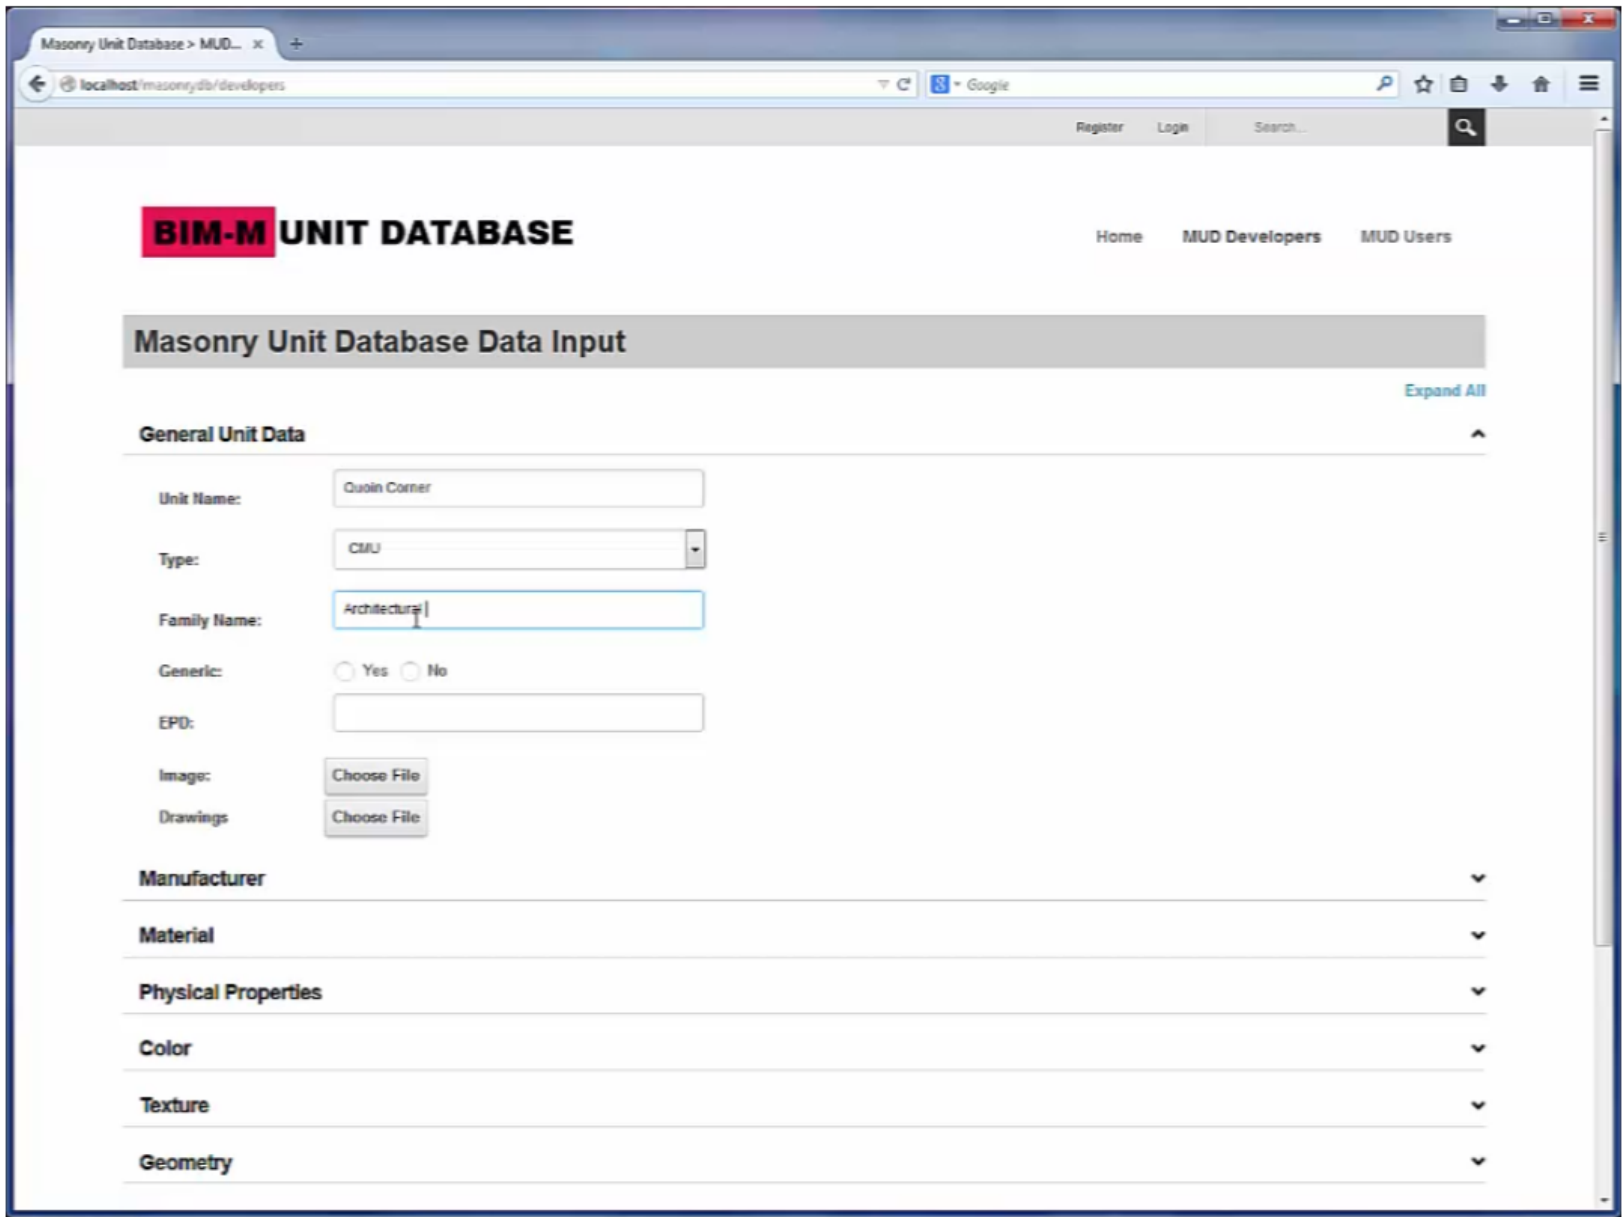 Masonry Unit Database > MUD...
localhost/masonrydb/developers
Google
Register Login Search...
BIM-M UNIT DATABASE
Home MUD Developers MUD Users
Masonry Unit Database Data Input
Expand All
General Unit Data
Unit Name: Quoin Corner
Type: CMU
Family Name: Architectural
Generic: Yes No
EPD:
Image: Choose File
Drawings Choose File
Manufacturer
Material
Physical Properties
Color
Texture
Geometry